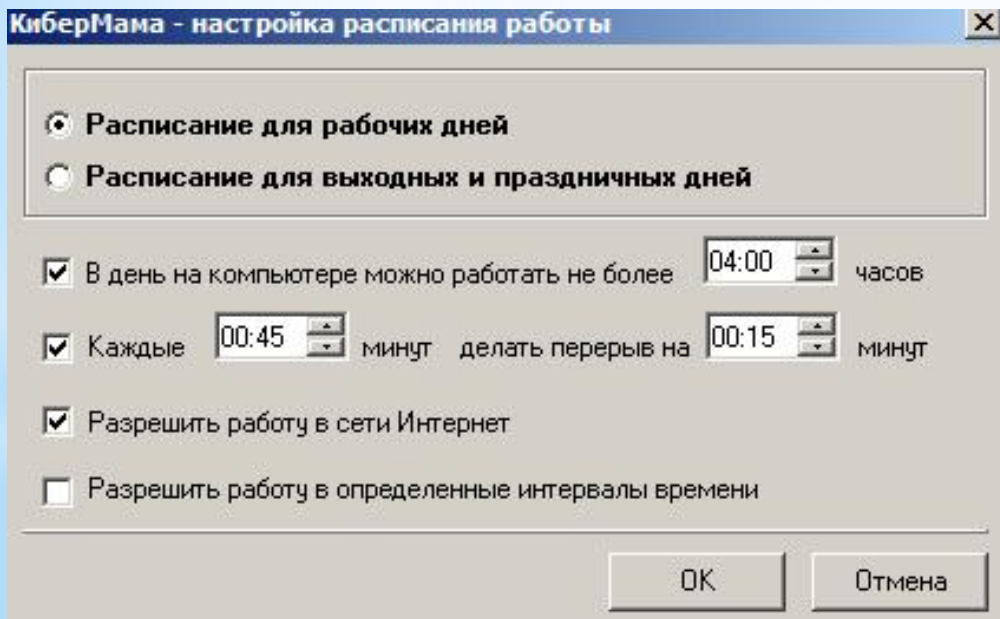 КиберМама - настройка расписания работы
Расписание для рабочих дней
Расписание для выходных и праздничных дней
В день на компьютере можно работать не более 04:00 часов
Каждые 00:45 минут делать перерыв на 00:15 минут
Разрешить работу в сети Интернет
Разрешить работу в определенные интервалы времени
OK Отмена